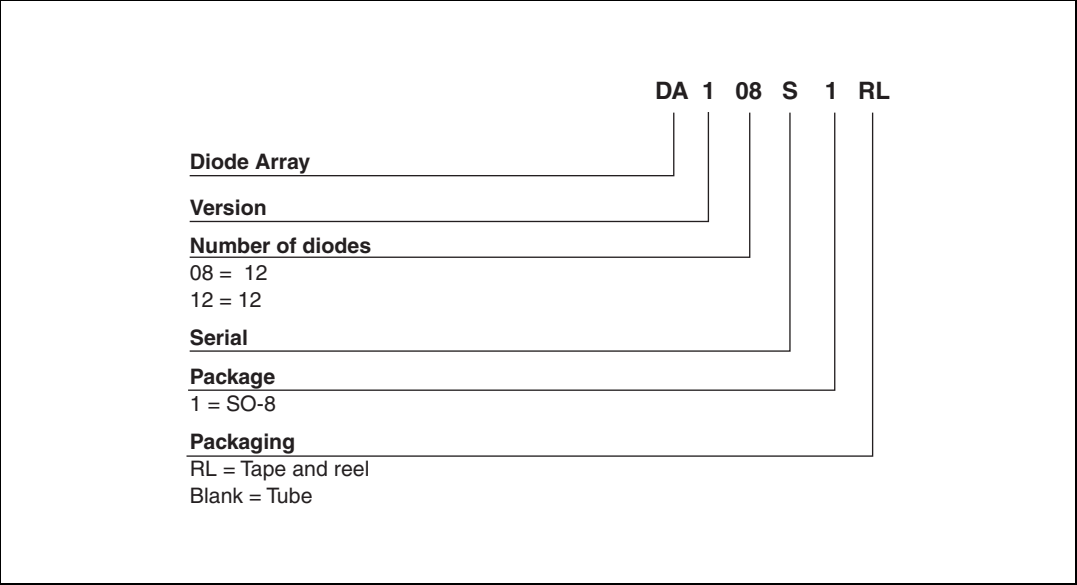 DA 1 08 S 1 RL
Diode Array
Version
Number of diodes
08 = 12
12 = 12
Serial
Package
1 = SO-8
Packaging
RL = Tape and reel
Blank = Tube